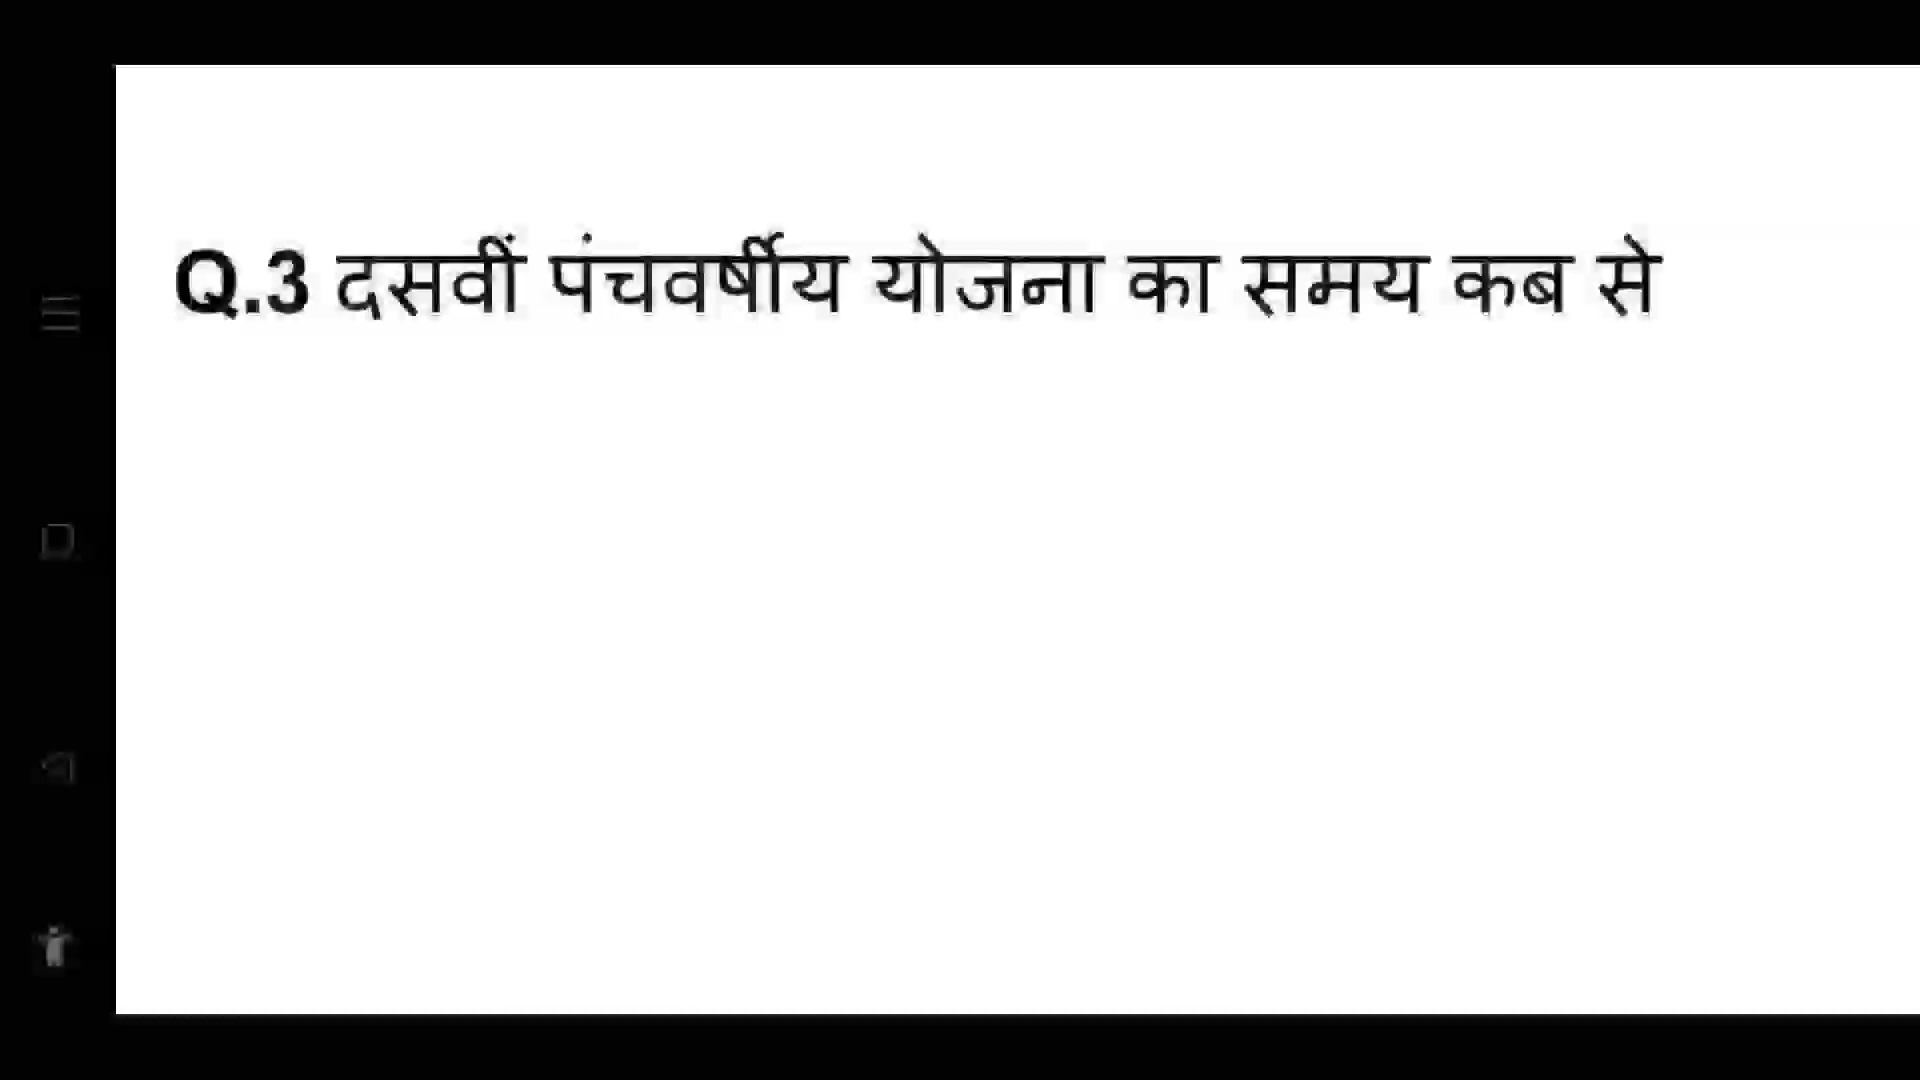 Q.3 दसवीं पंचवर्षीय योजना का समय कब से